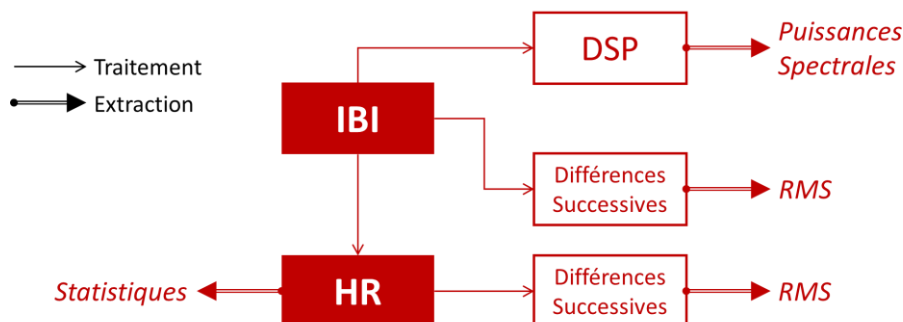 Traitement
Extraction
IBI
DSP
Puissances
Spectrales
Différences
Successives
RMS
Statistiques
HR
Différences
Successives
RMS